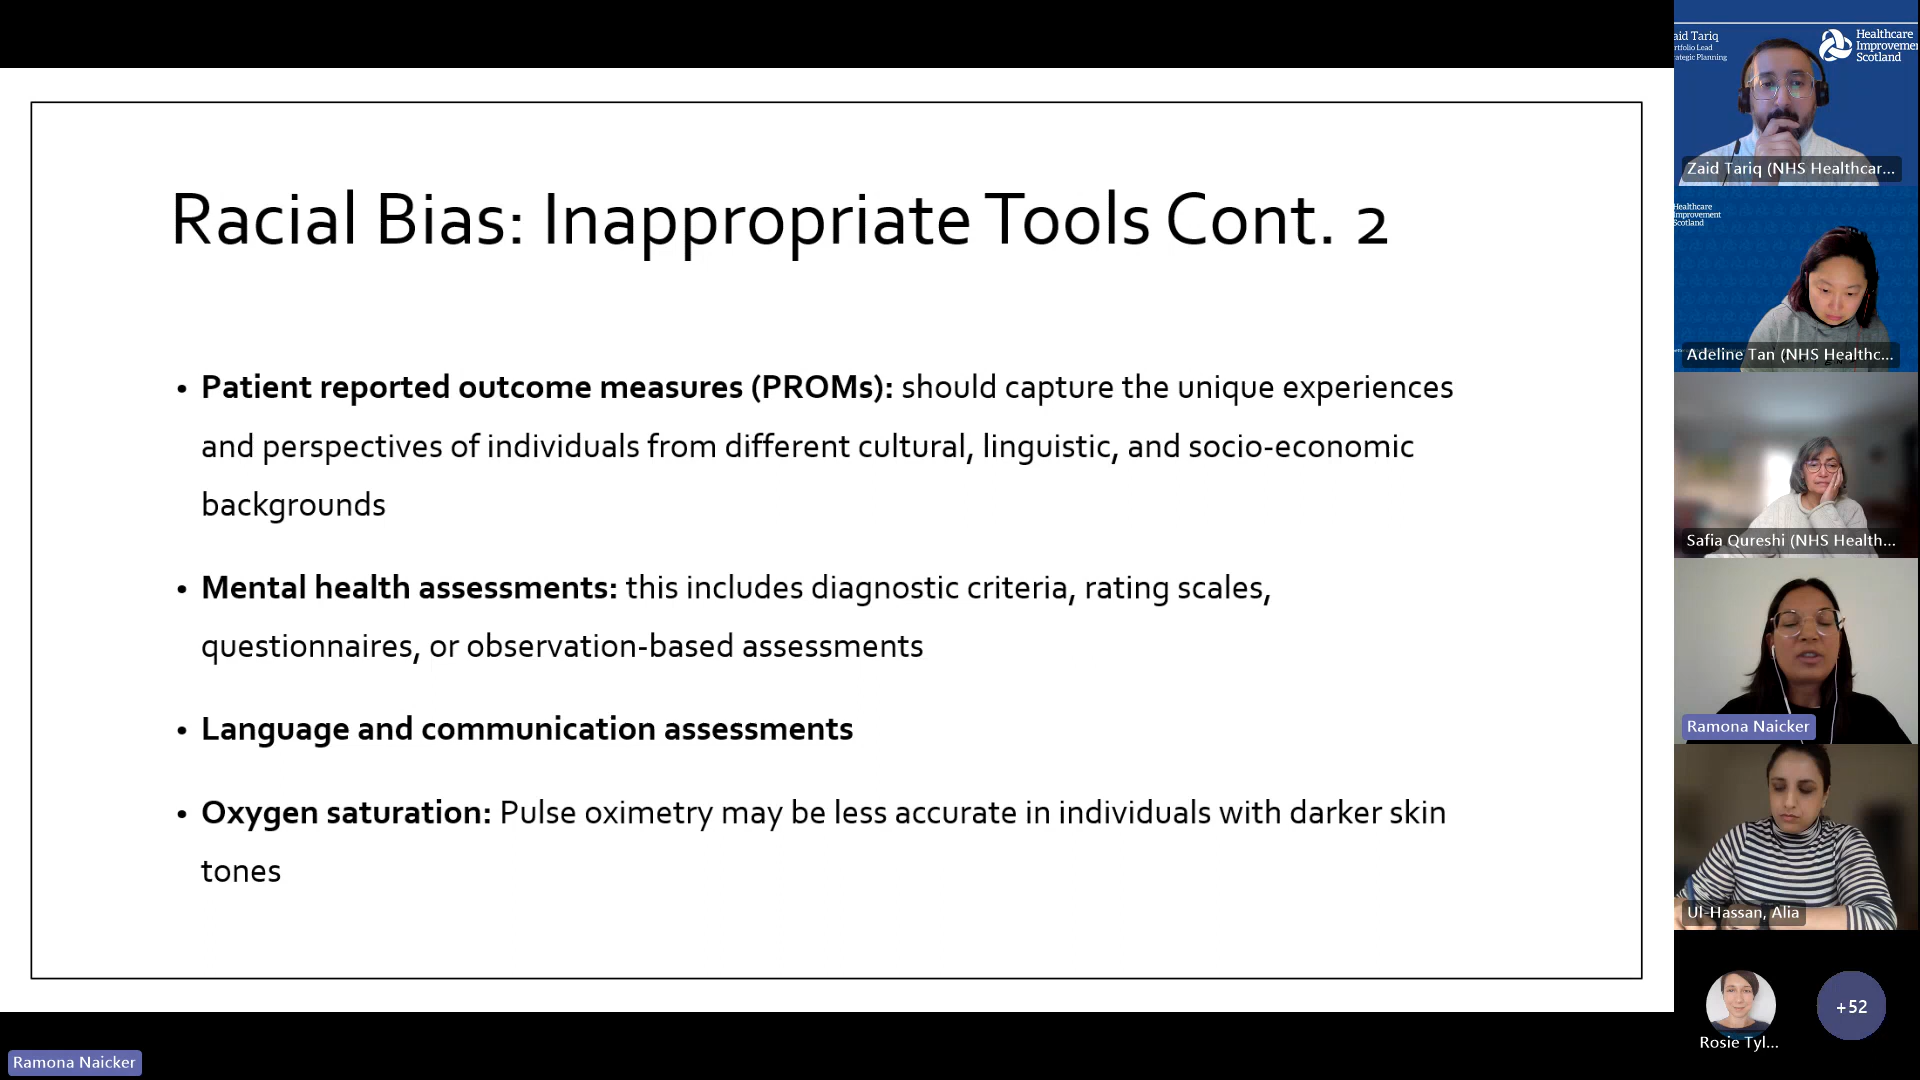 Racial Bias: Inappropriate Tools Cont. 2
• Patient reported outcome measures (PROMs): should capture the unique experiences
and perspectives of individuals from different cultural, linguistic, and socio-economic
backgrounds
• Mental health assessments: this includes diagnostic criteria, rating scales,
questionnaires, or observation-based assessments
• Language and communication assessments
• Oxygen saturation: Pulse oximetry may be less accurate in individuals with darker skin
tones
Ramona Naicker
aid Tariq
rtfolio Lead
rategic Planning
Healthcare
Improvemen
Scotland
Zaid Tariq (NHS Healthcar...
Healthcare
Improvement
Scotland
Adeline Tan (NHS Healthc...
Safia Qureshi (NHS Health...
Ramona Naicker
Ul-Hassan, Alia
Rosie Tyl...
+52